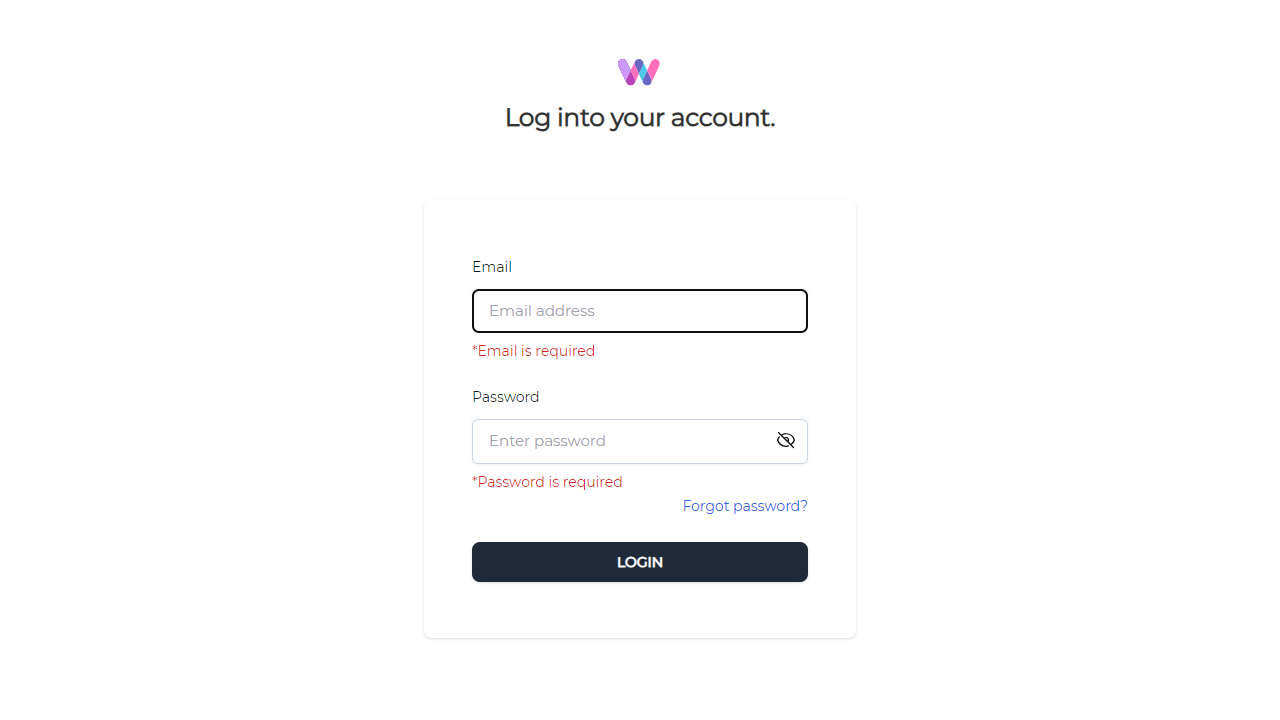 Log into your account.
Email
Email address
*Email is required
Password
Enter password
*Password is required
Forgot password?
LOGIN